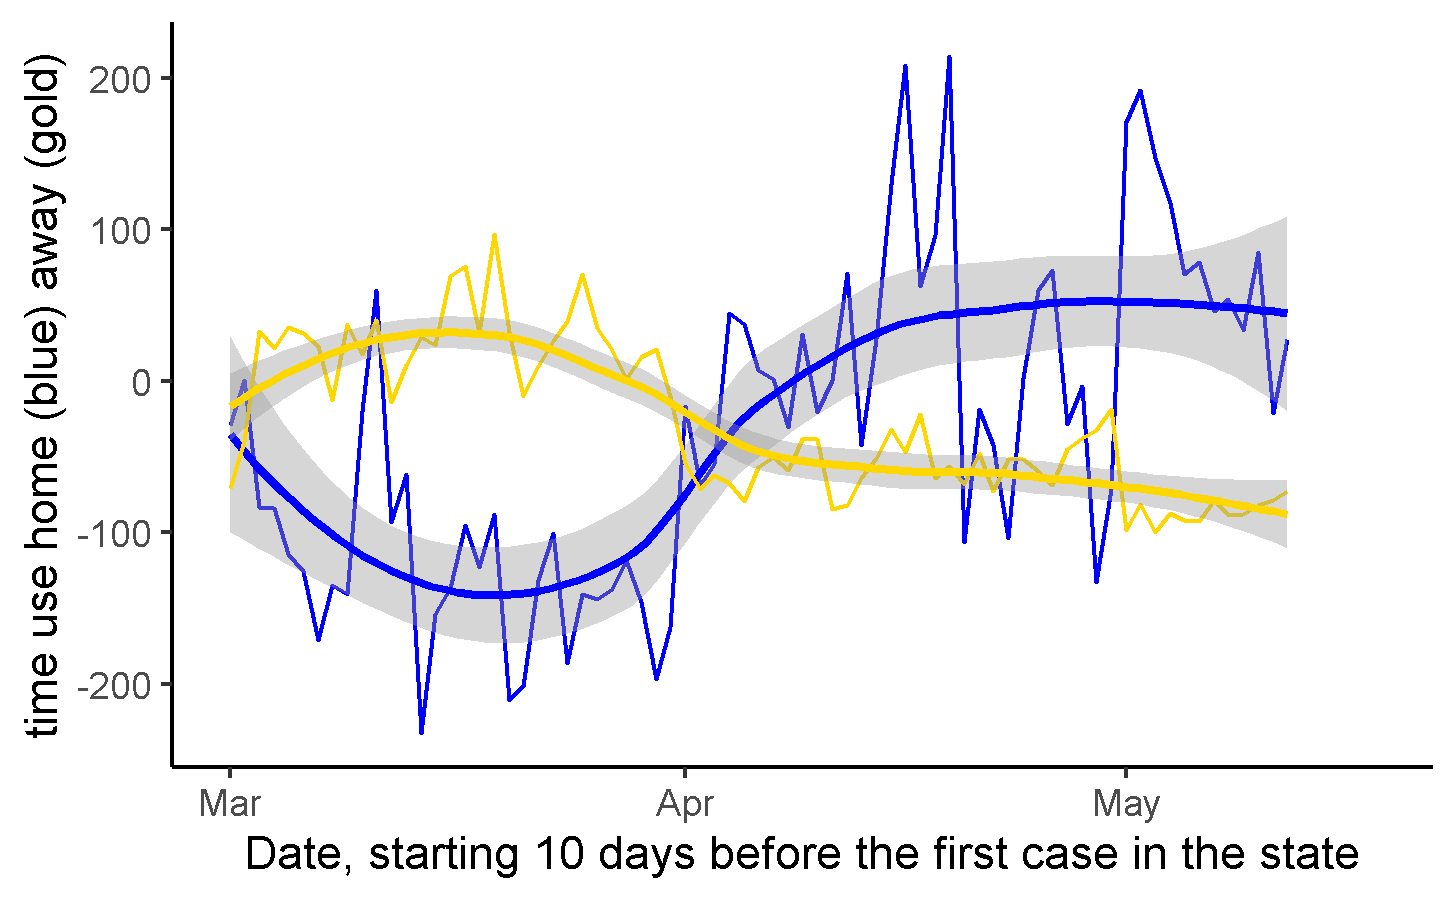 time use home (blue) away (gold)
200
100
0
-100
-200
Mar
Apr
May
Date, starting 10 days before the first case in the state